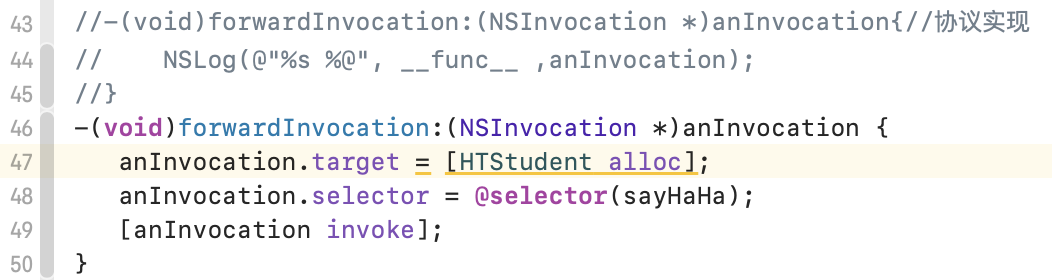 43 //-(void)forwardInvocation:(NSInvocation *)anInvocation{//协议实现
44 //    NSLog(@"%s %@", __func__ ,anInvocation);
45 //}
46 -(void)forwardInvocation:(NSInvocation *)anInvocation {
47    anInvocation.target = [HTStudent alloc];
48    anInvocation.selector = @selector(sayHaHa);
49    [anInvocation invoke];
50 }